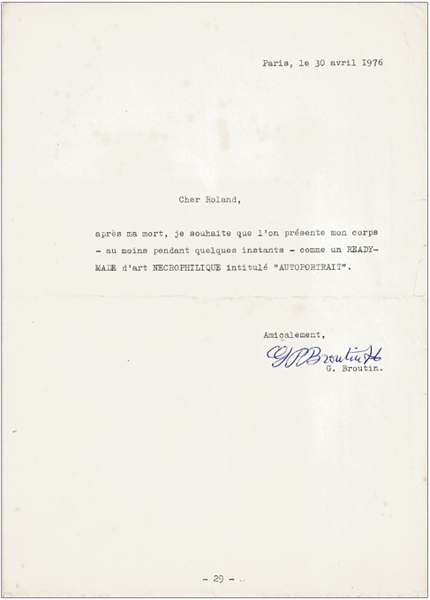 Paris, le 30 avril 1976
Cher Roland,
après ma mort, je souhaite que l'on présente mon corps
- au moins pendant quelques instants - comme un READY-
MADE d'art NECROPHILIQUE intitulé "AUTOPORTRAIT".
Amicalement,
GPBroutin 76
G. Broutin.
- 29 -